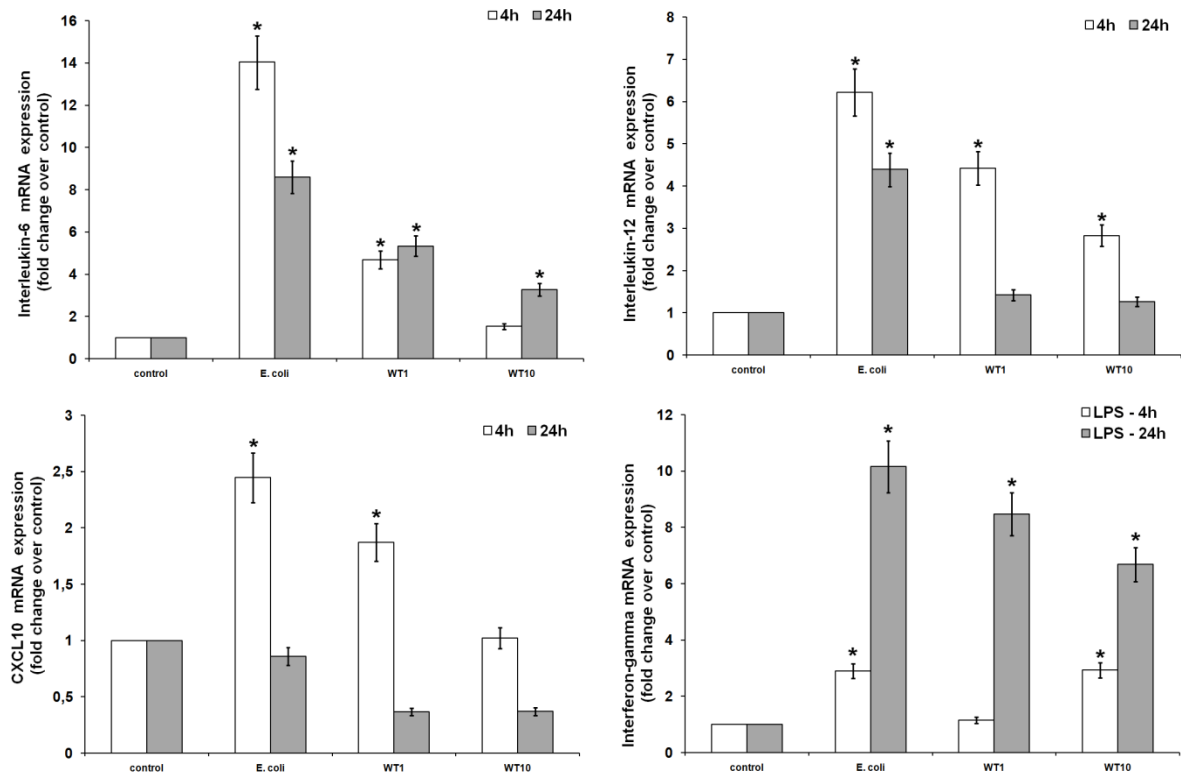 Interleukin-6 mRNA expression
(fold change over control)
16
14
12
10
8
6
4
2
0
4h 24h
* * * * *
control E. coli WT1 WT10
Interleukin-12 mRNA expression
(fold change over control)
8
7
6
5
4
3
2
1
0
4h 24h
* * * *
control E. coli WT1 WT10
CXCL10 mRNA expression
(fold change over control)
3
2,5
2
1,5
1
0,5
0
4h 24h
* *
control E. coli WT1 WT10
Interferon-gamma mRNA expression
(fold change over control)
12
10
8
6
4
2
0
LPS - 4h
LPS - 24h
* * * * *
control E. coli WT1 WT10